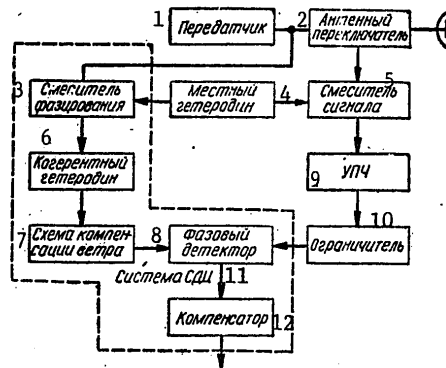 1
Передатчик
2
Антенный
переключатель
3
Смеситель
фазирования
Местный
гетеродин
4
5
Смеситель
сигнала
6
Когерентный
гетеродин
9
УПЧ
7
Схема компен-
сации ветра
8
Фазовый
детектор
10
Ограничитель
Система СДЦ
11
Компенсатор
12